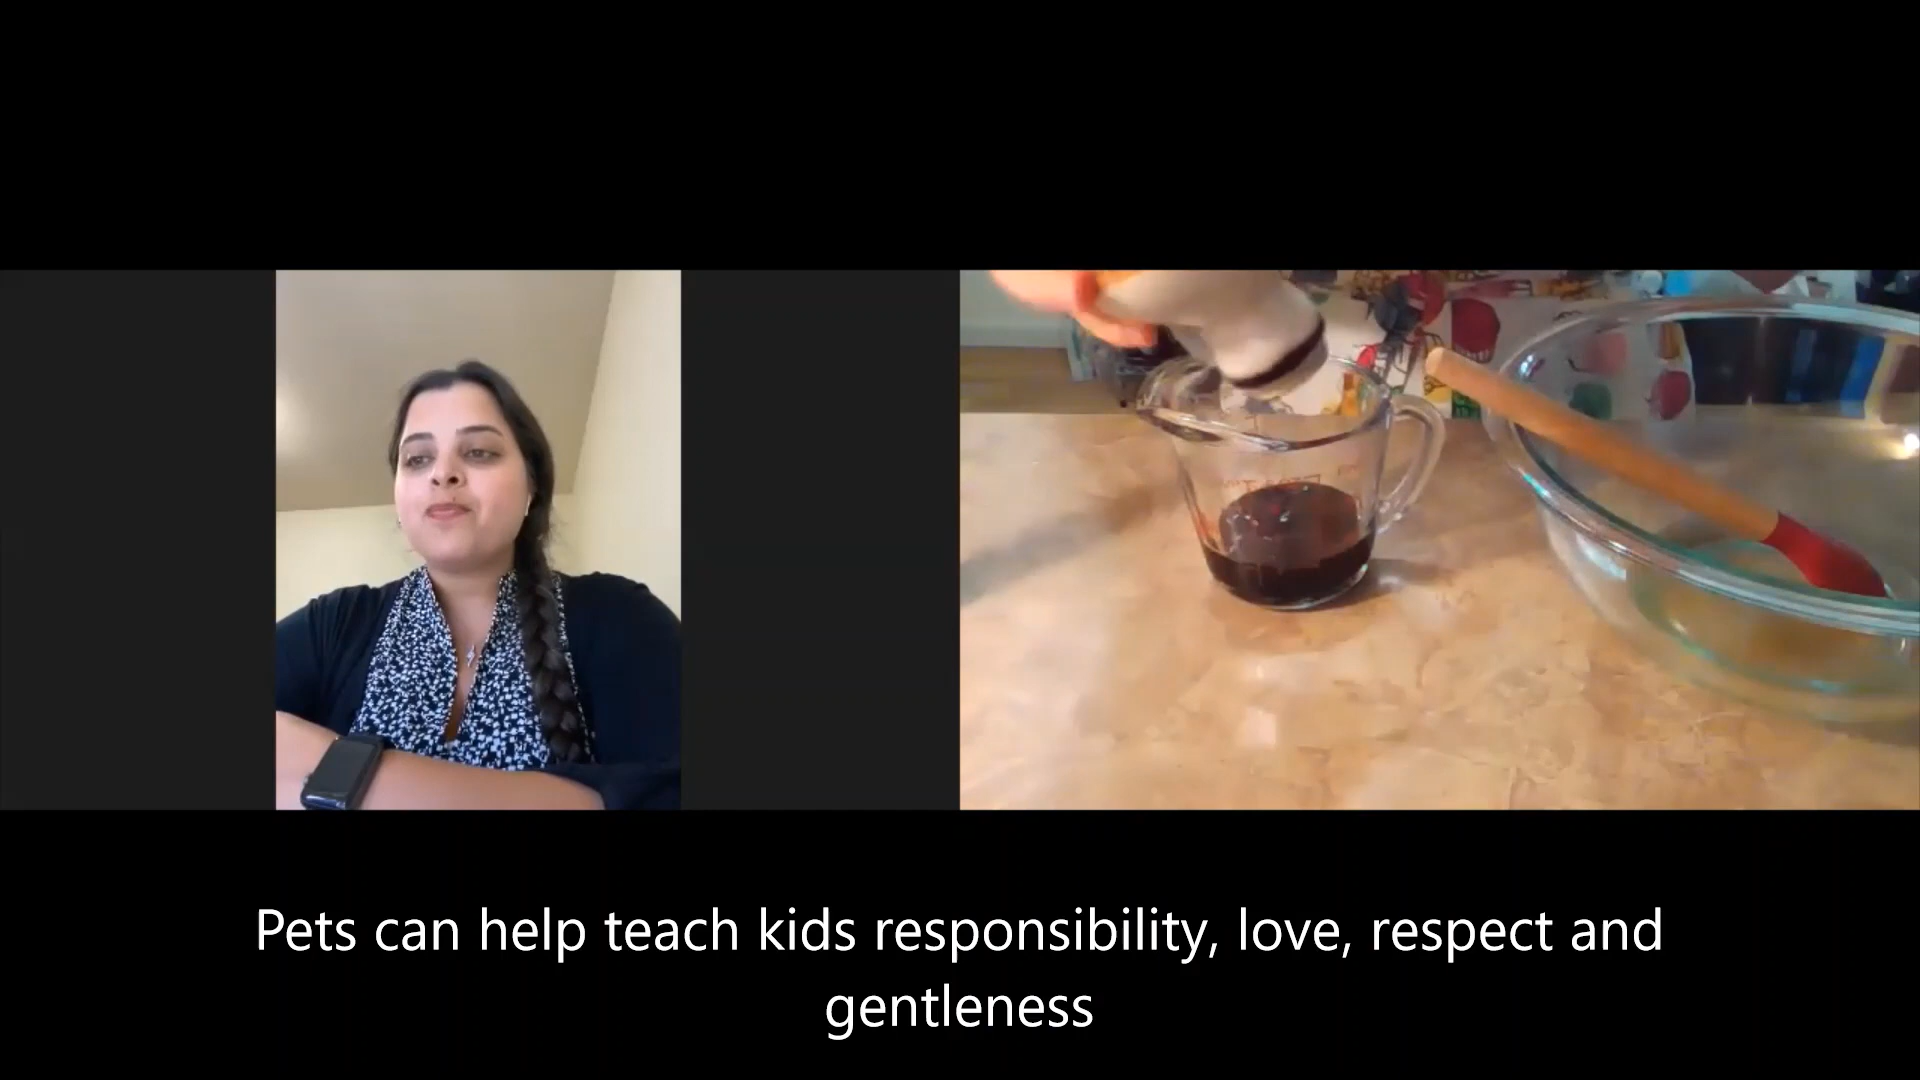 Pets can help teach kids responsibility, love, respect and
gentleness